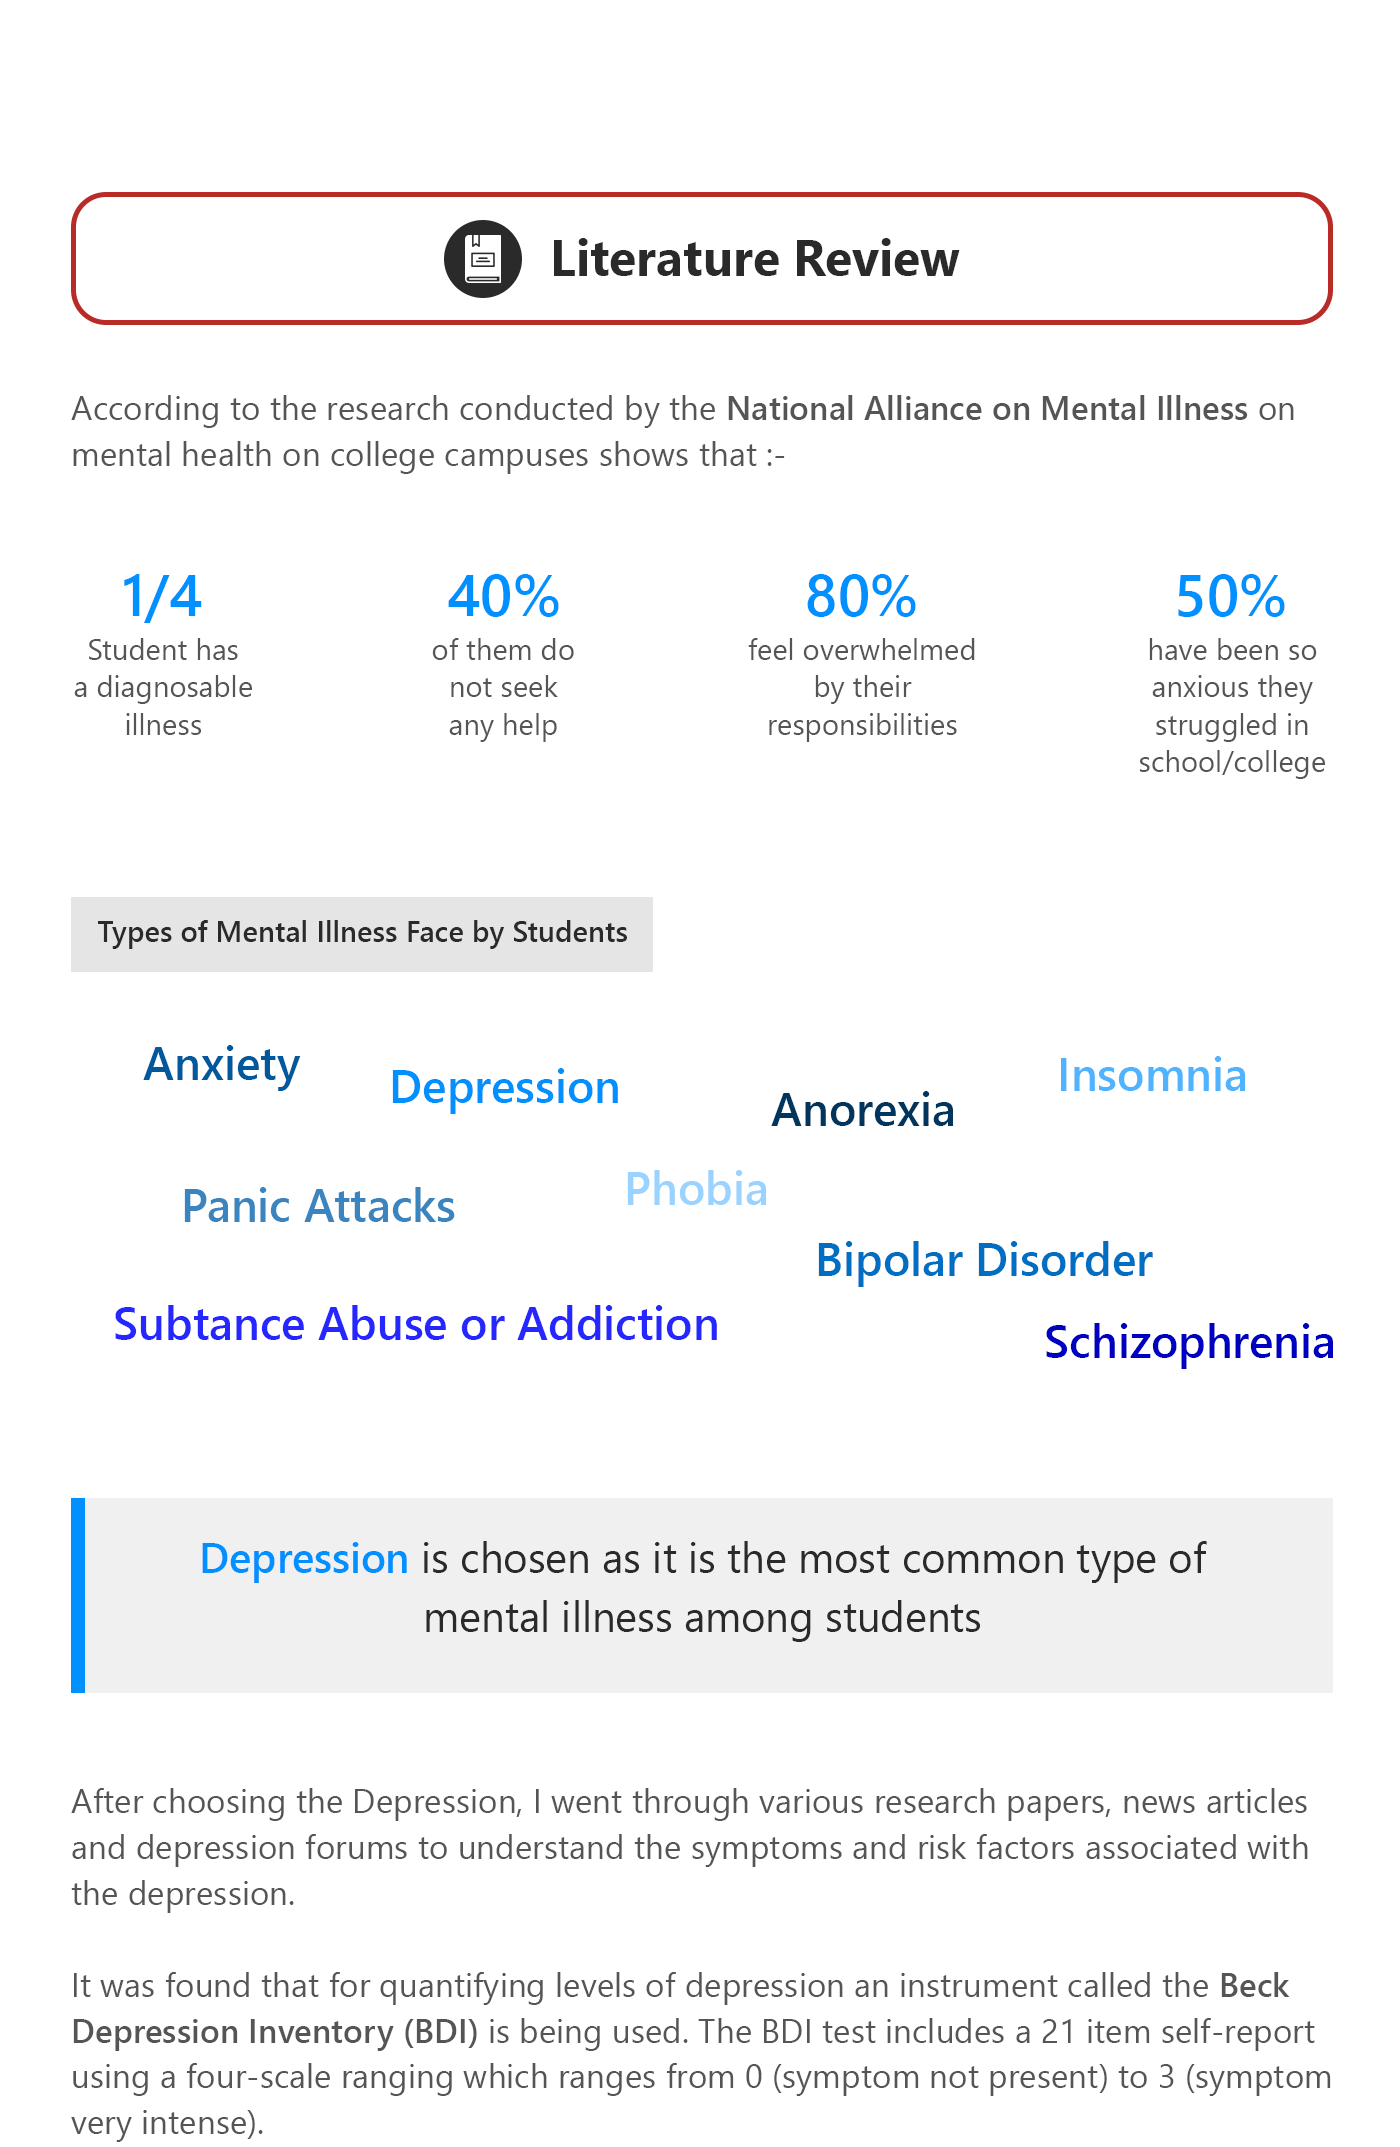 Literature Review
According to the research conducted by the National Alliance on Mental Illness on
mental health on college campuses shows that :-
1/4
Student has
a diagnosable
illness
40%
of them do
not seek
any help
80%
feel overwhelmed
by their
responsibilities
50%
have been so
anxious they
struggled in
school/college
Types of Mental Illness Face by Students
Anxiety
Depression
Anorexia
Insomnia
Panic Attacks
Phobia
Bipolar Disorder
Subtance Abuse or Addiction
Schizophrenia
Depression is chosen as it is the most common type of
mental illness among students
After choosing the Depression, I went through various research papers, news articles
and depression forums to understand the symptoms and risk factors associated with
the depression.
It was found that for quantifying levels of depression an instrument called the Beck
Depression Inventory (BDI) is being used. The BDI test includes a 21 item self-report
using a four-scale ranging which ranges from 0 (symptom not present) to 3 (symptom
very intense).